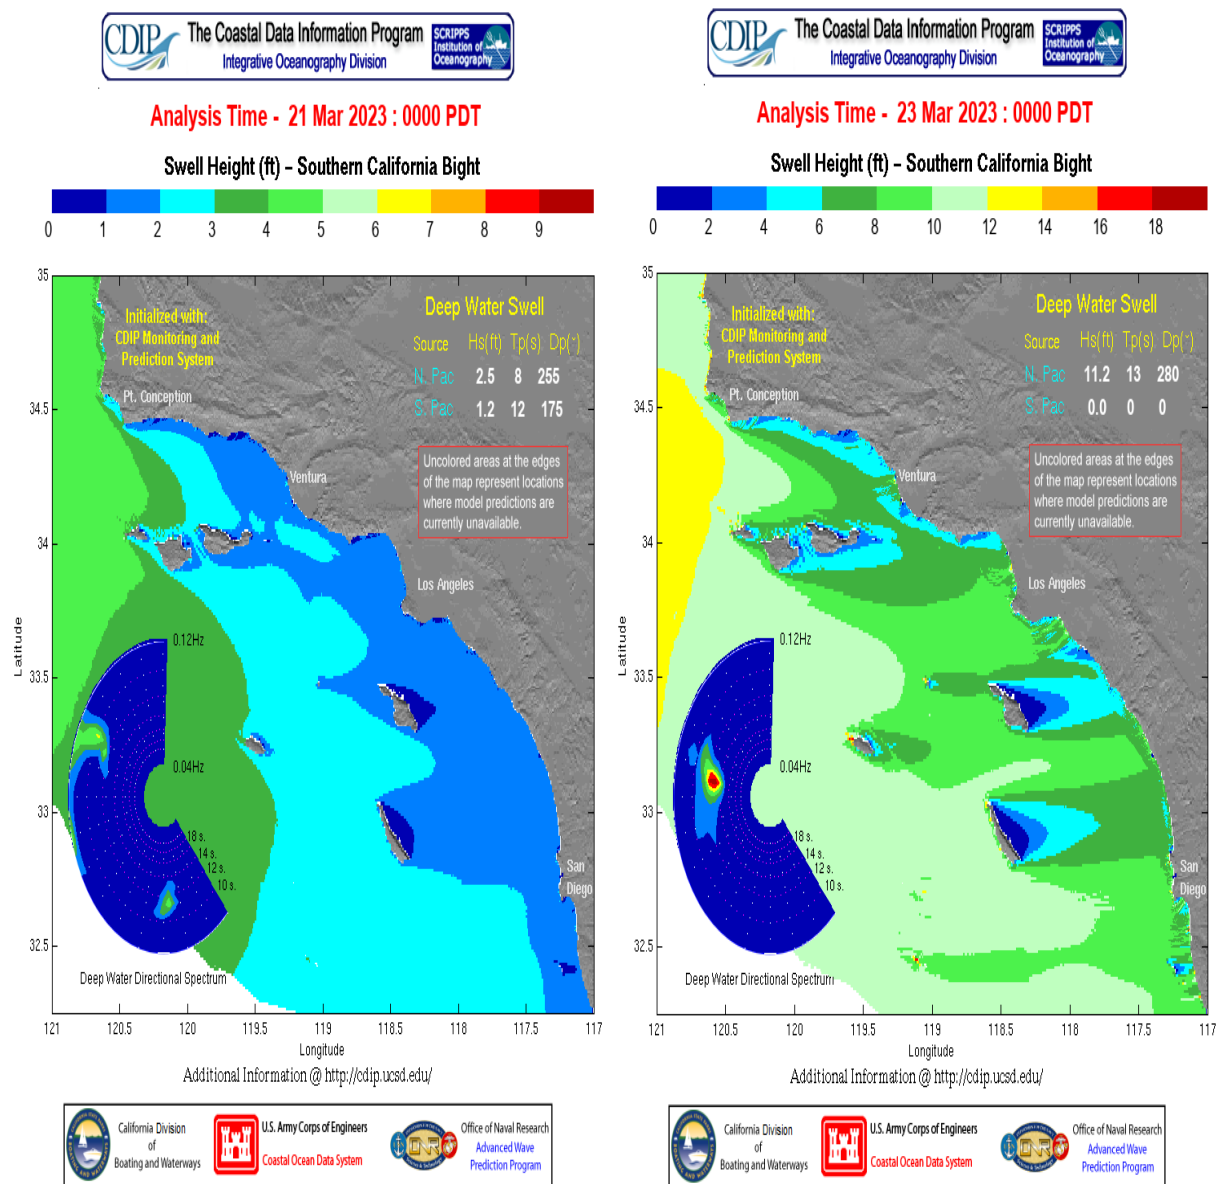 CDIP
The Coastal Data Information Program
Integrative Oceanography Division
SCRIPPS
Institution of
Oceanography
Analysis Time - 21 Mar 2023 : 0000 PDT
Swell Height (ft) – Southern California Bight
0 1 2 3 4 5 6 7 8 9
35
34.5
34
33.5
33
32.5
Latitude
Initialized with:
CDIP Monitoring and
Prediction System
Deep Water Swell
Source Hs(ft) Tp(s) Dp(°)
N. Pac 2.5 8 255
S. Pac 1.2 12 175
Pt. Conception
Uncolored areas at the edges
of the map represent locations
where model predictions are
currently unavailable.
Ventura
Los Angeles
0.12Hz
0.04Hz
18 s.
14 s.
12 s.
10 s.
San
Diego
Deep Water Directional Spectrum
121 120.5 120 119.5 119 118.5 118 117.5 117
Longitude
Additional Information @ http://cdip.ucsd.edu/
California Division
of
Boating and Waterways
U.S. Army Corps of Engineers
Coastal Ocean Data System
ONR
Office of Naval Research
Advanced Wave
Prediction Program
CDIP
The Coastal Data Information Program
Integrative Oceanography Division
SCRIPPS
Institution of
Oceanography
Analysis Time - 23 Mar 2023 : 0000 PDT
Swell Height (ft) – Southern California Bight
0 2 4 6 8 10 12 14 16 18
35
34.5
34
33.5
33
32.5
Latitude
Initialized with:
CDIP Monitoring and
Prediction System
Deep Water Swell
Source Hs(ft) Tp(s) Dp(°)
N. Pac 11.2 13 280
S. Pac 0.0 0 0
Pt. Conception
Uncolored areas at the edges
of the map represent locations
where model predictions are
currently unavailable.
Ventura
Los Angeles
0.12Hz
0.04Hz
18 s.
14 s.
12 s.
10 s.
San
Diego
Deep Water Directional Spectrum
121 120.5 120 119.5 119 118.5 118 117.5 117
Longitude
Additional Information @ http://cdip.ucsd.edu/
California Division
of
Boating and Waterways
U.S. Army Corps of Engineers
Coastal Ocean Data System
ONR
Office of Naval Research
Advanced Wave
Prediction Program